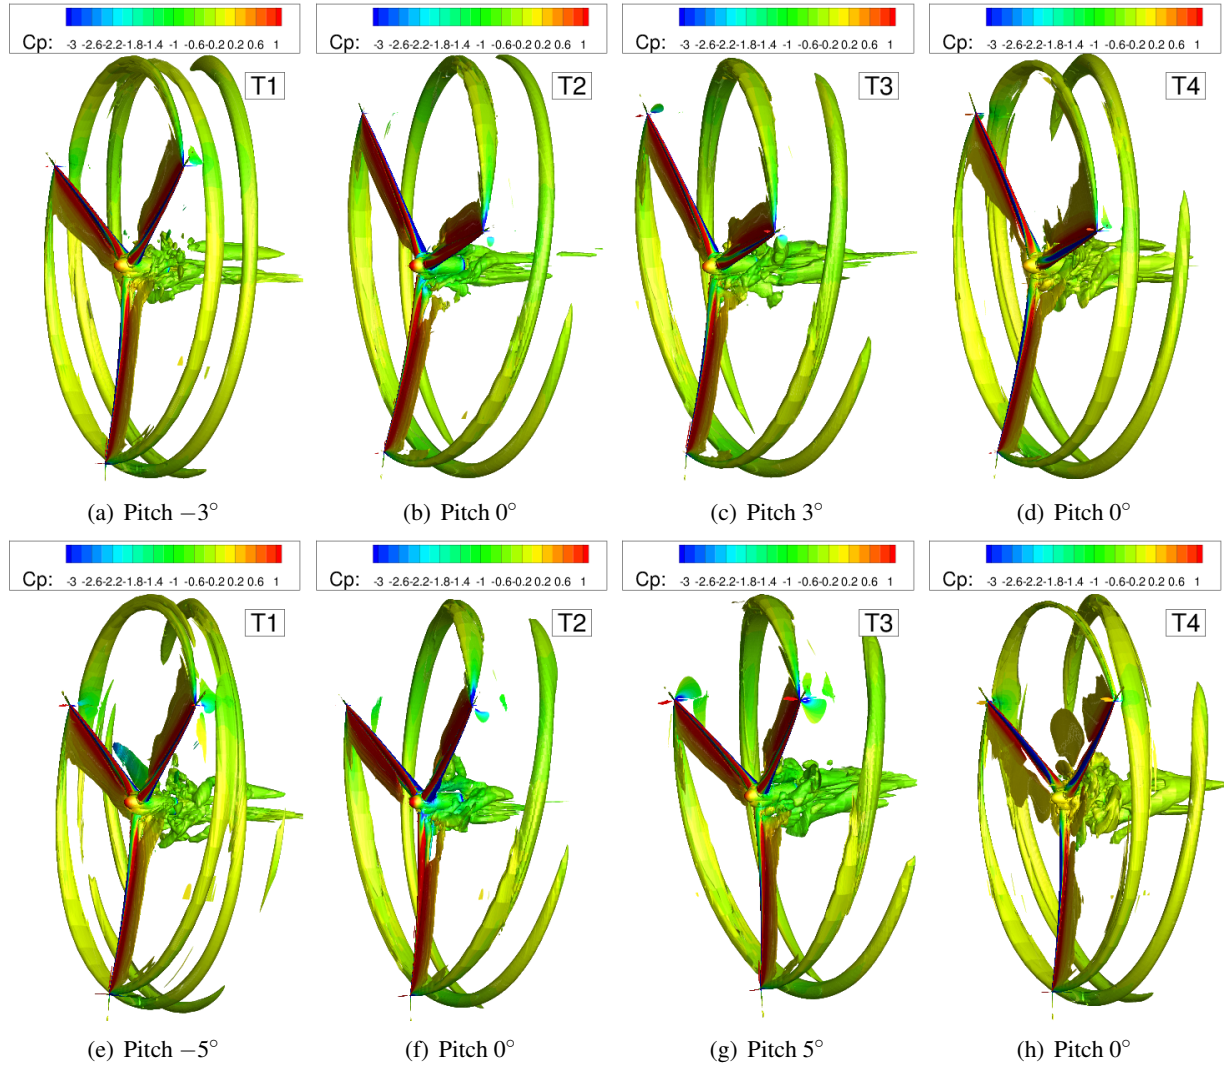 Cp: -3 -2.6-2.2-1.8-1.4 -1 -0.6-0.2 0.2 0.6 1
Cp: -3 -2.6-2.2-1.8-1.4 -1 -0.6-0.2 0.2 0.6 1
Cp: -3 -2.6-2.2-1.8-1.4 -1 -0.6-0.2 0.2 0.6 1
Cp: -3 -2.6-2.2-1.8-1.4 -1 -0.6-0.2 0.2 0.6 1
T1
T2
T3
T4
(a) Pitch −3°
(b) Pitch 0°
(c) Pitch 3°
(d) Pitch 0°
Cp: -3 -2.6-2.2-1.8-1.4 -1 -0.6-0.2 0.2 0.6 1
Cp: -3 -2.6-2.2-1.8-1.4 -1 -0.6-0.2 0.2 0.6 1
Cp: -3 -2.6-2.2-1.8-1.4 -1 -0.6-0.2 0.2 0.6 1
Cp: -3 -2.6-2.2-1.8-1.4 -1 -0.6-0.2 0.2 0.6 1
T1
T2
T3
T4
(e) Pitch −5°
(f) Pitch 0°
(g) Pitch 5°
(h) Pitch 0°